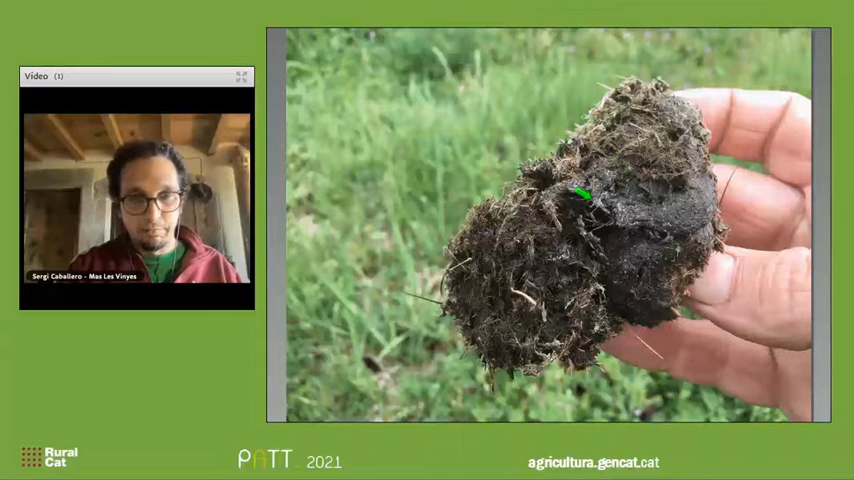 Vídeo (1)
Sergi Caballero - Mas Les Vinyes
Rural
Cat
PATT 2021
agricultura.gencat.cat